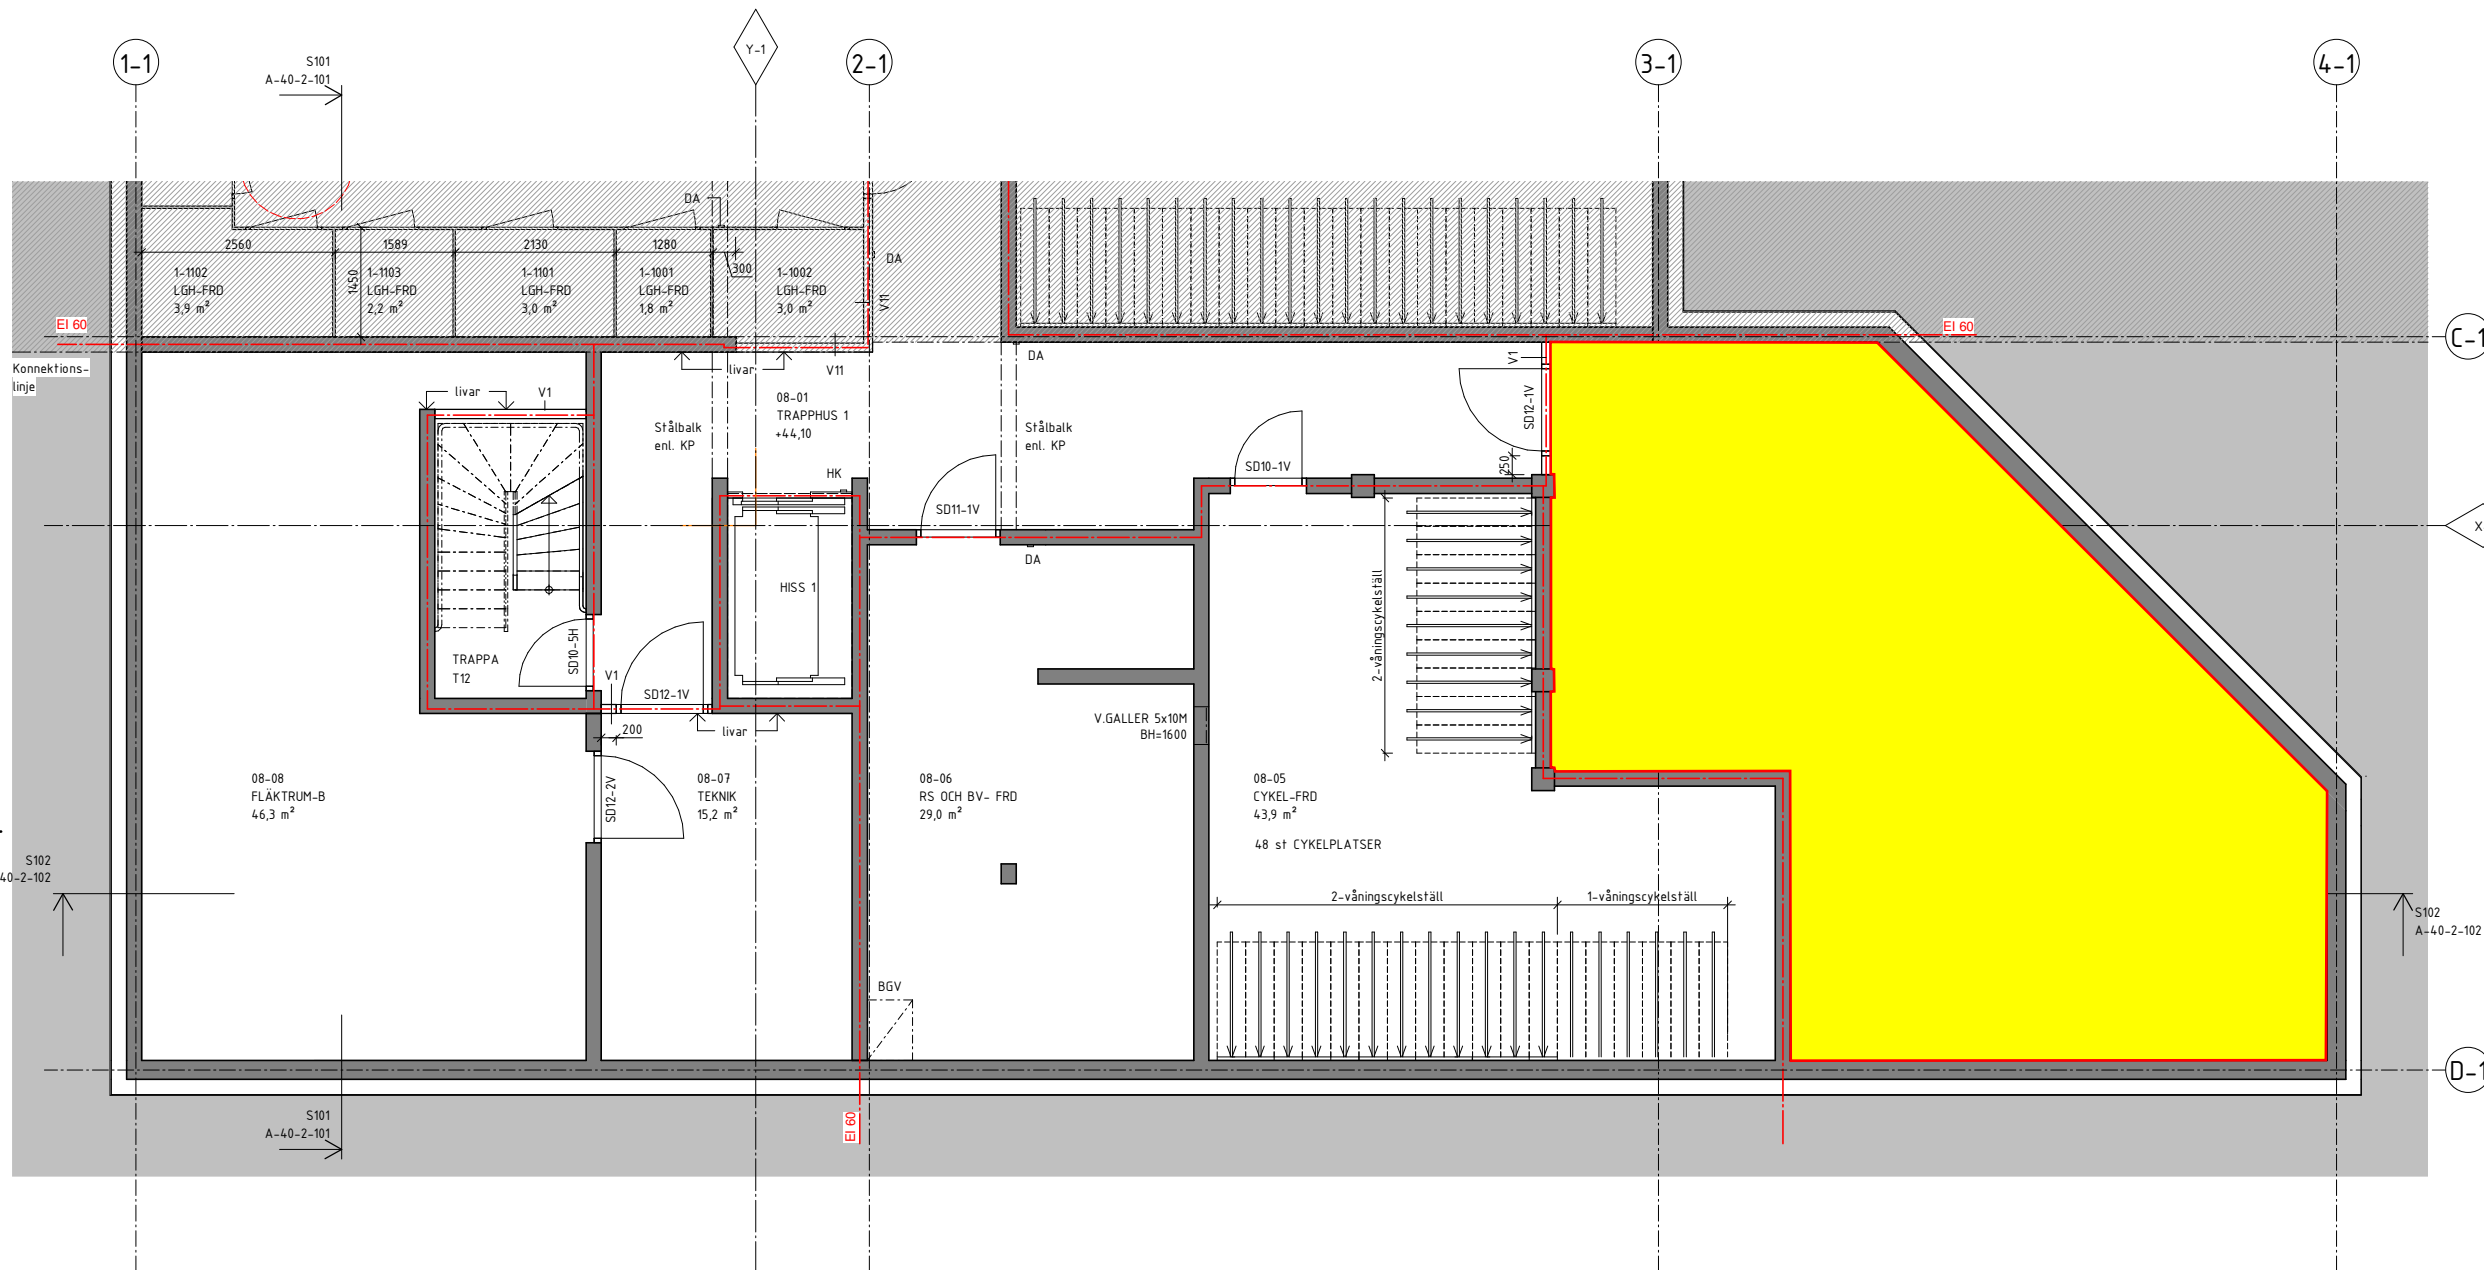 1-1
Y-1
2-1
3-1
4-1
S101
A-40-2-101
DA
2560
1589
2130
1280
300
1450
DA
V11
1-1102
LGH-FRD
3,9 m²
1-1103
LGH-FRD
2,2 m²
1-1101
LGH-FRD
3,0 m²
1-1001
LGH-FRD
1,8 m²
1-1002
LGH-FRD
3,0 m²
EI 60
EI 60
C-1
Konnektions-
linje
livar
V1
livar
V11
DA
V1
08-01
TRAPPHUS 1
+44,10
Stålbalk
enl. KP
Stålbalk
enl. KP
SD12-1V
250
HK
SD10-1V
SD11-1V
X
DA
HISS 1
2-våningscykelställ
SD10-5H
TRAPPA
T12
V1
SD12-1V
200
livar
V.GALLER 5x10M
BH=1600
08-08
FLÄKTRUM-B
46,3 m²
SD12-2V
08-07
TEKNIK
15,2 m²
08-06
RS OCH BV- FRD
29,0 m²
08-05
CYKEL-FRD
43,9 m²
48 st CYKELPLATSER
S102
40-2-102
2-våningscykelställ
1-våningscykelställ
S102
A-40-2-102
BGV
D-1
S101
A-40-2-101
EI 60